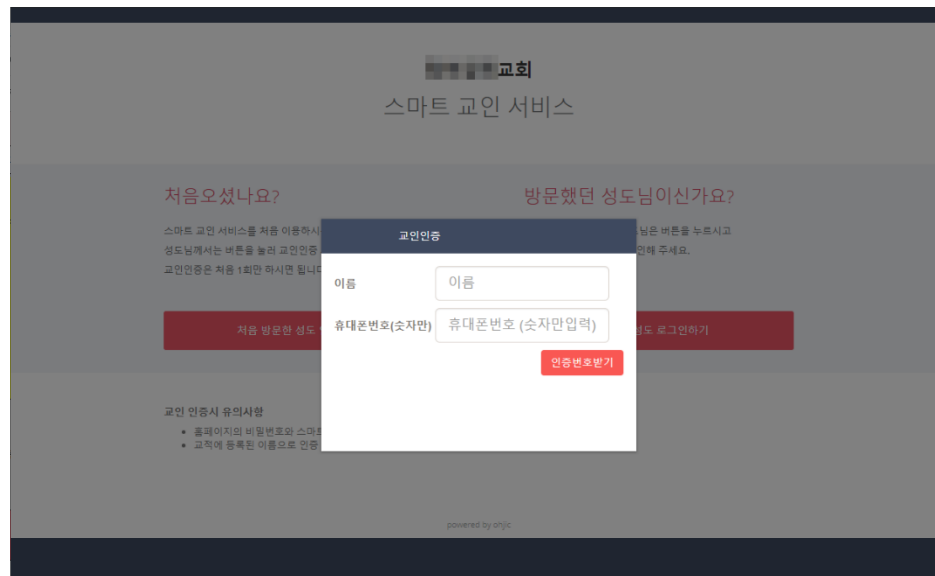 교회
스마트 교인 서비스
처음오셨나요?
방문했던 성도님이신가요?
스마트 교인 서비스를 처음 이용하시
성도님께서는 버튼을 눌러 교인인증
교인인증은 처음 1회만 하시면 됩니다
님은 버튼을 누르시고
인해 주세요.
교인인증
이름
이름
휴대폰번호(숫자만)
휴대폰번호 (숫자만입력)
인증번호받기
처음 방문한 성도
성도 로그인하기
교인 인증시 유의사항
• 홈페이지의 비밀번호와 스마트
• 교적에 등록된 이름으로 인증
powered by ohjic